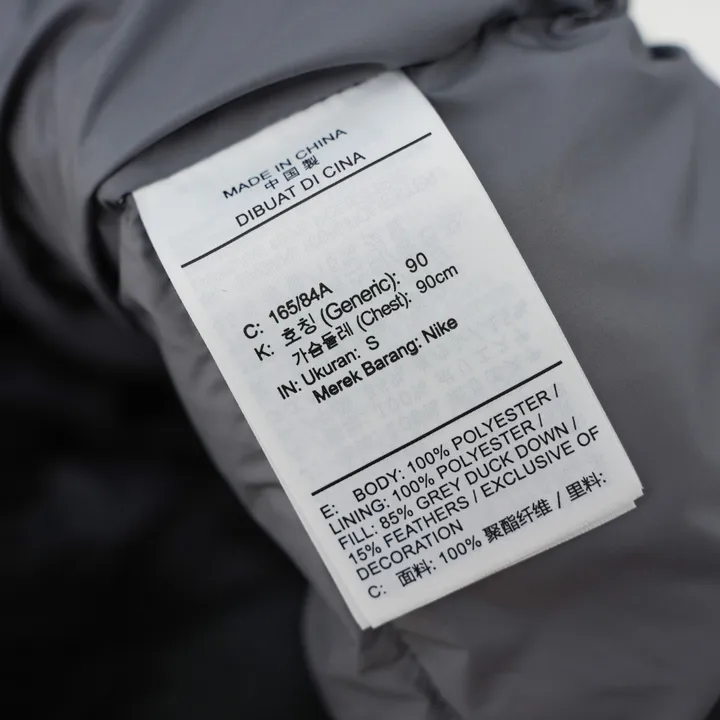 MADE IN CHINA
中国製
DIBUAT DI CINA
C: 165/84A
K: 호칭 (Generic): 90
가슴둘레 (Chest): 90cm
IN: Ukuran: S
Merek Barang: Nike
E: BODY: 100% POLYESTER /
LINING: 100% POLYESTER /
FILL: 85% GREY DUCK DOWN /
15% FEATHERS / EXCLUSIVE OF
DECORATION
C: 面料: 100% 聚酯纤维 / 里料: